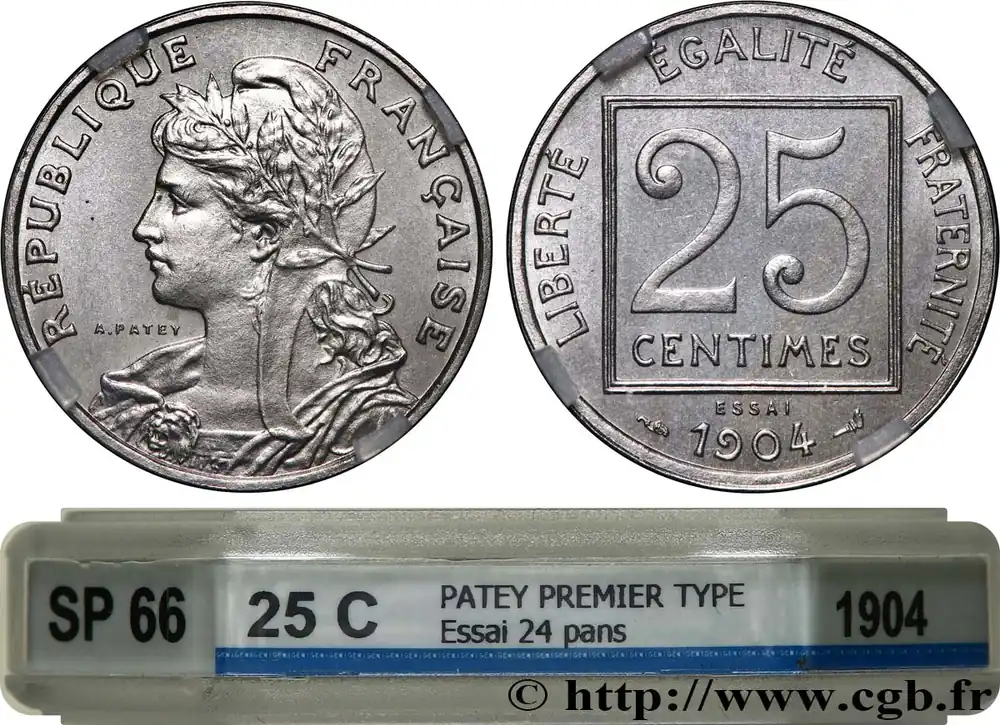 RÉPUBLIQUE FRANÇAISE
A.PATEY
LIBERTÉ ÉGALITÉ FRATERNITÉ
25
CENTIMES
ESSAI
1904
SP 66
25 C
PATEY PREMIER TYPE
Essai 24 pans
1904
© http://www.cgb.fr